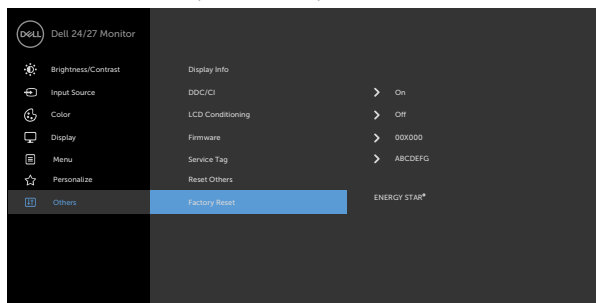 DELL Dell 24/27 Monitor
Brightness/Contrast Display Info
Input Source DDC/CI On
Color LCD Conditioning Off
Display Firmware 00X000
Menu Service Tag ABCDEFG
Personalize Reset Others
Others Factory Reset ENERGY STAR®